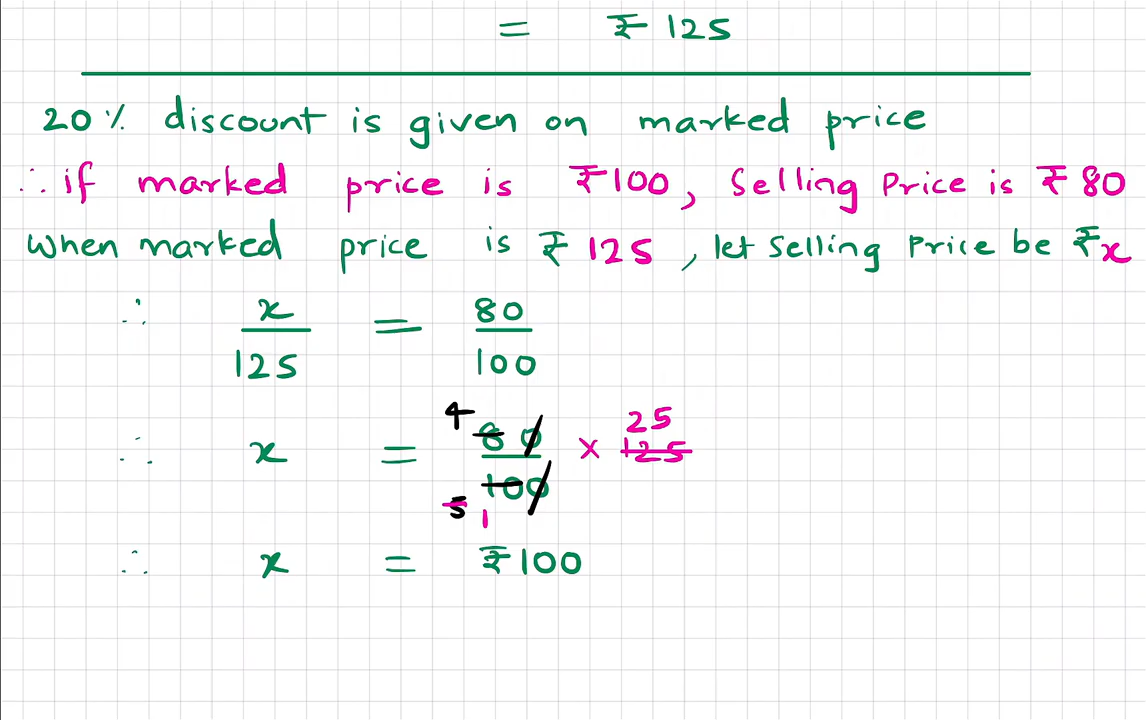 = ₹ 125
20% discount is given on marked price
∴ if marked price is ₹100, Selling Price is ₹ 80
When marked price is ₹ 125, let Selling Price be ₹x
∴ x/125 = 80/100
4 25
∴ x = 80/100 × 125
5 1
∴ x = ₹100